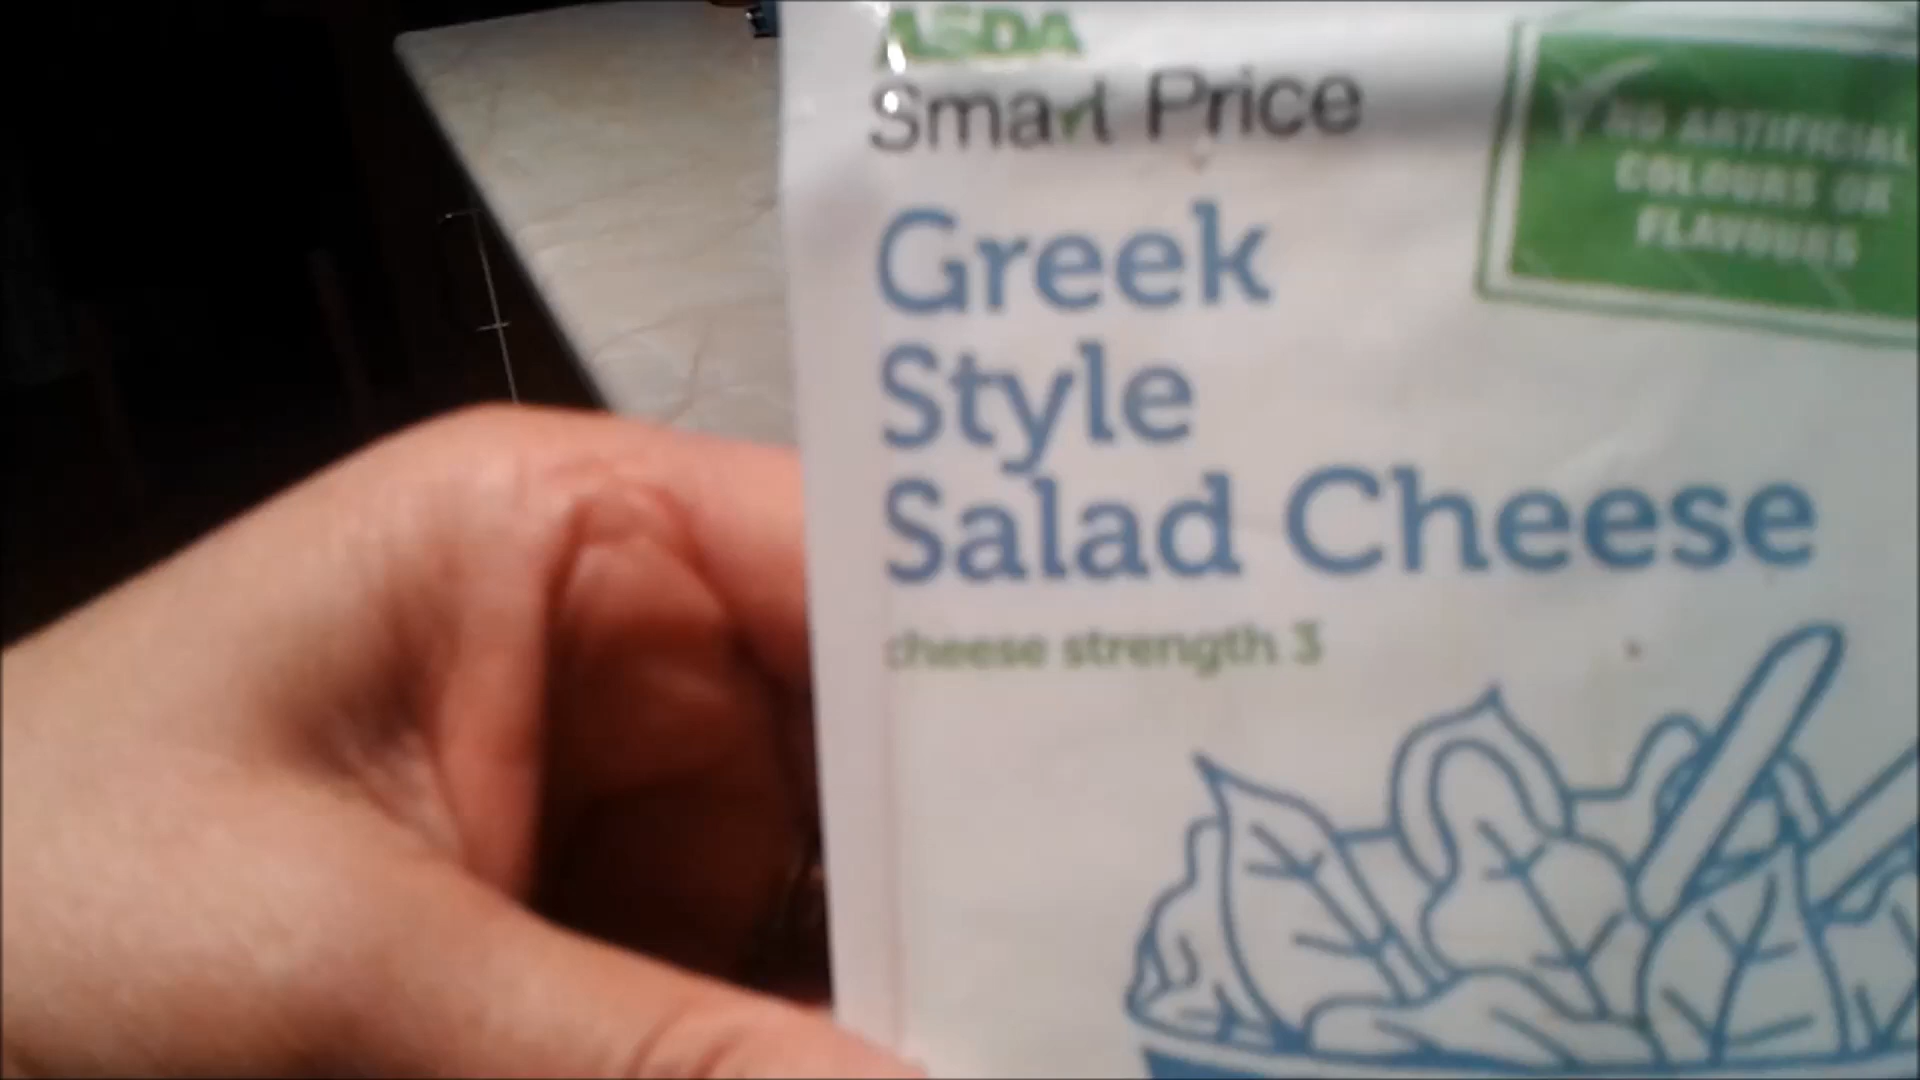 ASDA
Smart Price
NO ARTIFICIAL
COLOURS OR
FLAVOURS
Greek
Style
Salad Cheese
cheese strength 3